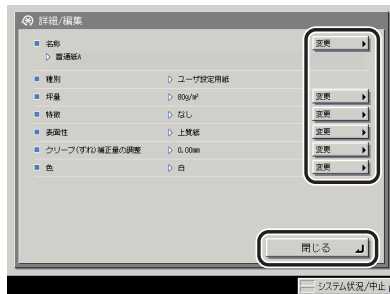 詳細/編集
名称 変更
普通紙A
種別 ユーザ設定用紙
坪量 80g/m² 変更
特徴 なし 変更
表面性 上質紙 変更
クリープ(ずれ)補正量の調整 0.00mm 変更
色 白 変更
閉じる
システム状況/中止